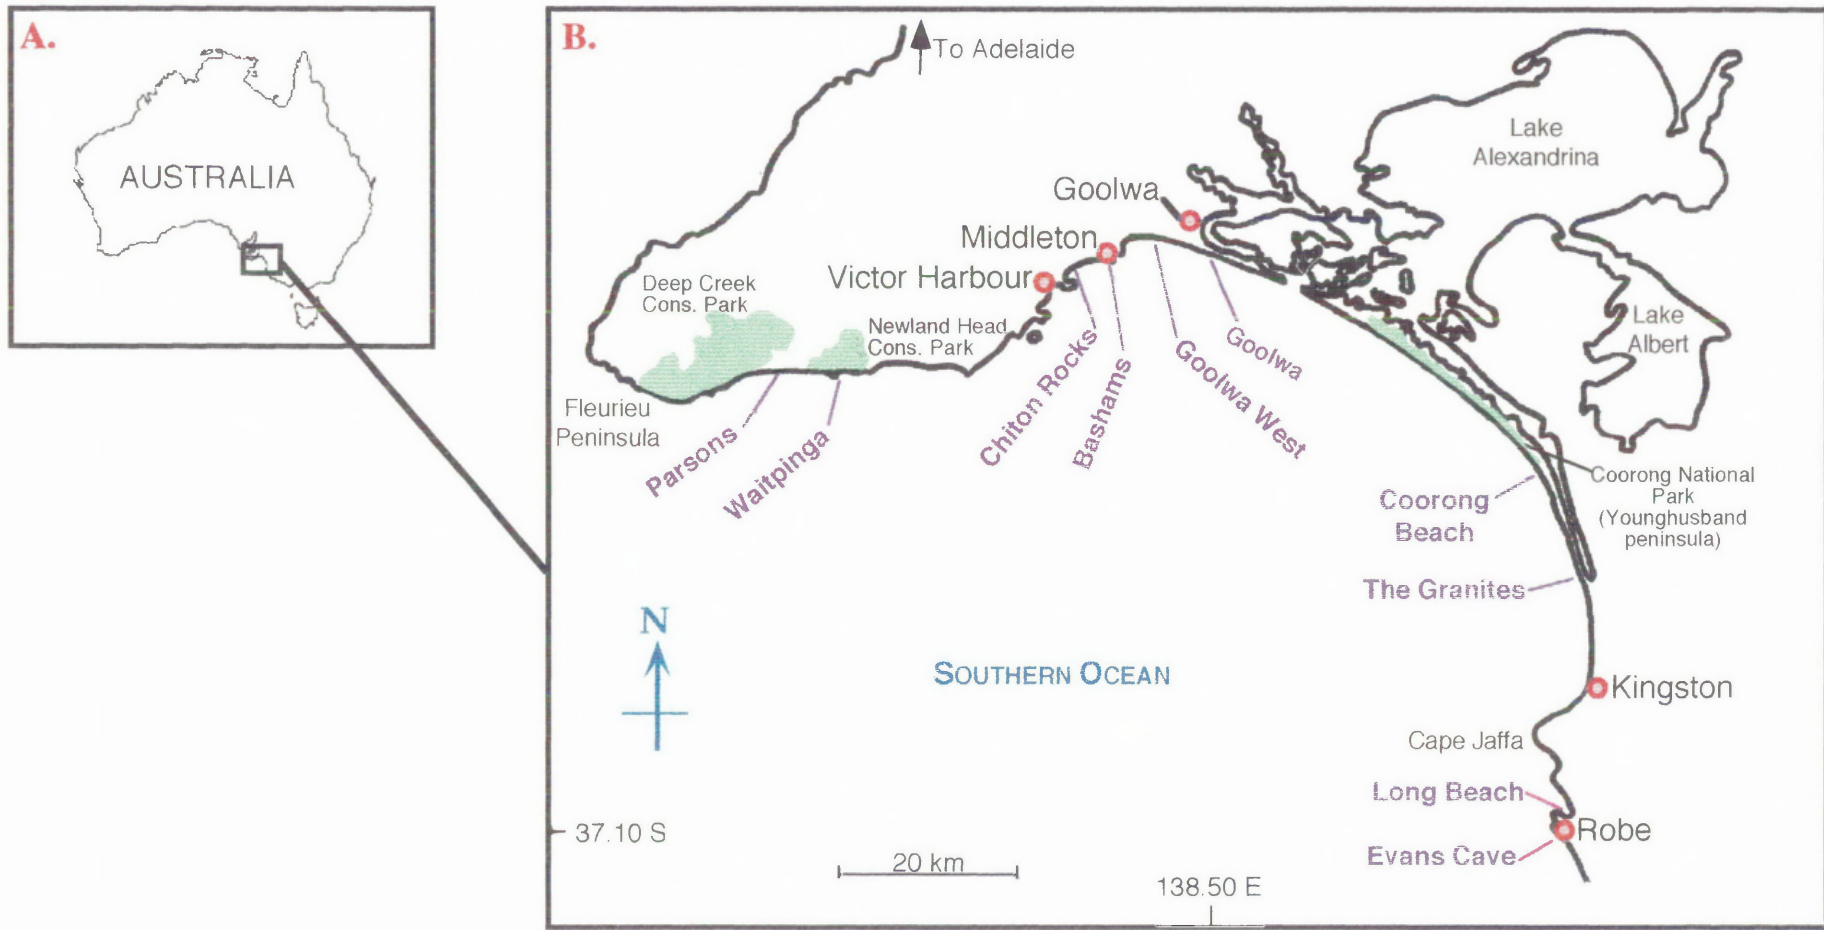 A.
AUSTRALIA
B.
To Adelaide
Lake
Alexandrina
Goolwa
Middleton
Victor Harbour
Deep Creek
Cons. Park
Newland Head
Cons. Park
Lake
Albert
Fleurieu
Peninsula
Parsons
Waitpinga
Chiton Rocks
Bashams
Goolwa West
Goolwa
Coorong National
Park
(Younghusband
peninsula)
Coorong
Beach
The Granites
N
SOUTHERN OCEAN
Kingston
Cape Jaffa
Long Beach
Robe
Evans Cave
37.10 S
20 km
138.50 E